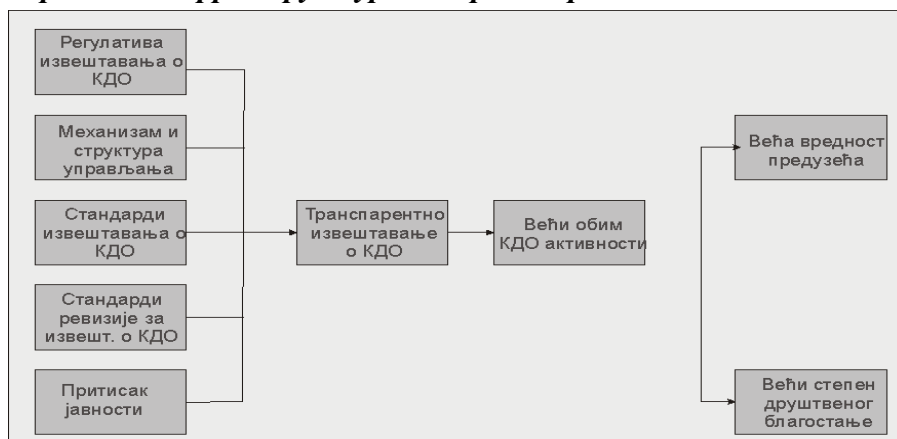 Регулатива
извештавања о
КДО
Механизам и
структура
управљања
Стандарди
извештавања о
КДО
Стандарди
ревизије за
извешт. о КДО
Притисак
јавности
Транспарентно
извештавање
о КДО
Већи обим
КДО активности
Већа вредност
предузећа
Већи степен
друштвеног
благостање